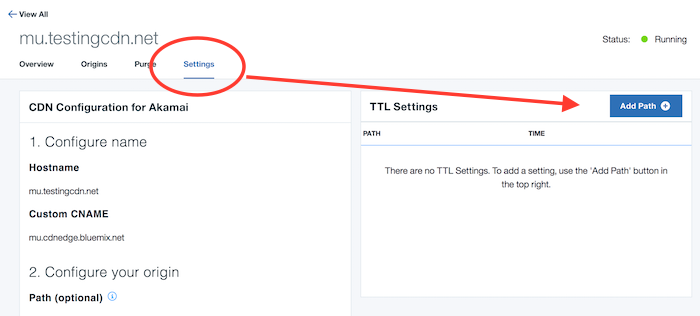 View All
mu.testingcdn.net
Status: Running
Overview Origins Purge Settings
CDN Configuration for Akamai
1. Configure name
Hostname
mu.testingcdn.net
Custom CNAME
mu.cdnedge.bluemix.net
2. Configure your origin
Path (optional)
TTL Settings
Add Path
PATH TIME
There are no TTL Settings. To add a setting, use the 'Add Path' button in
the top right.